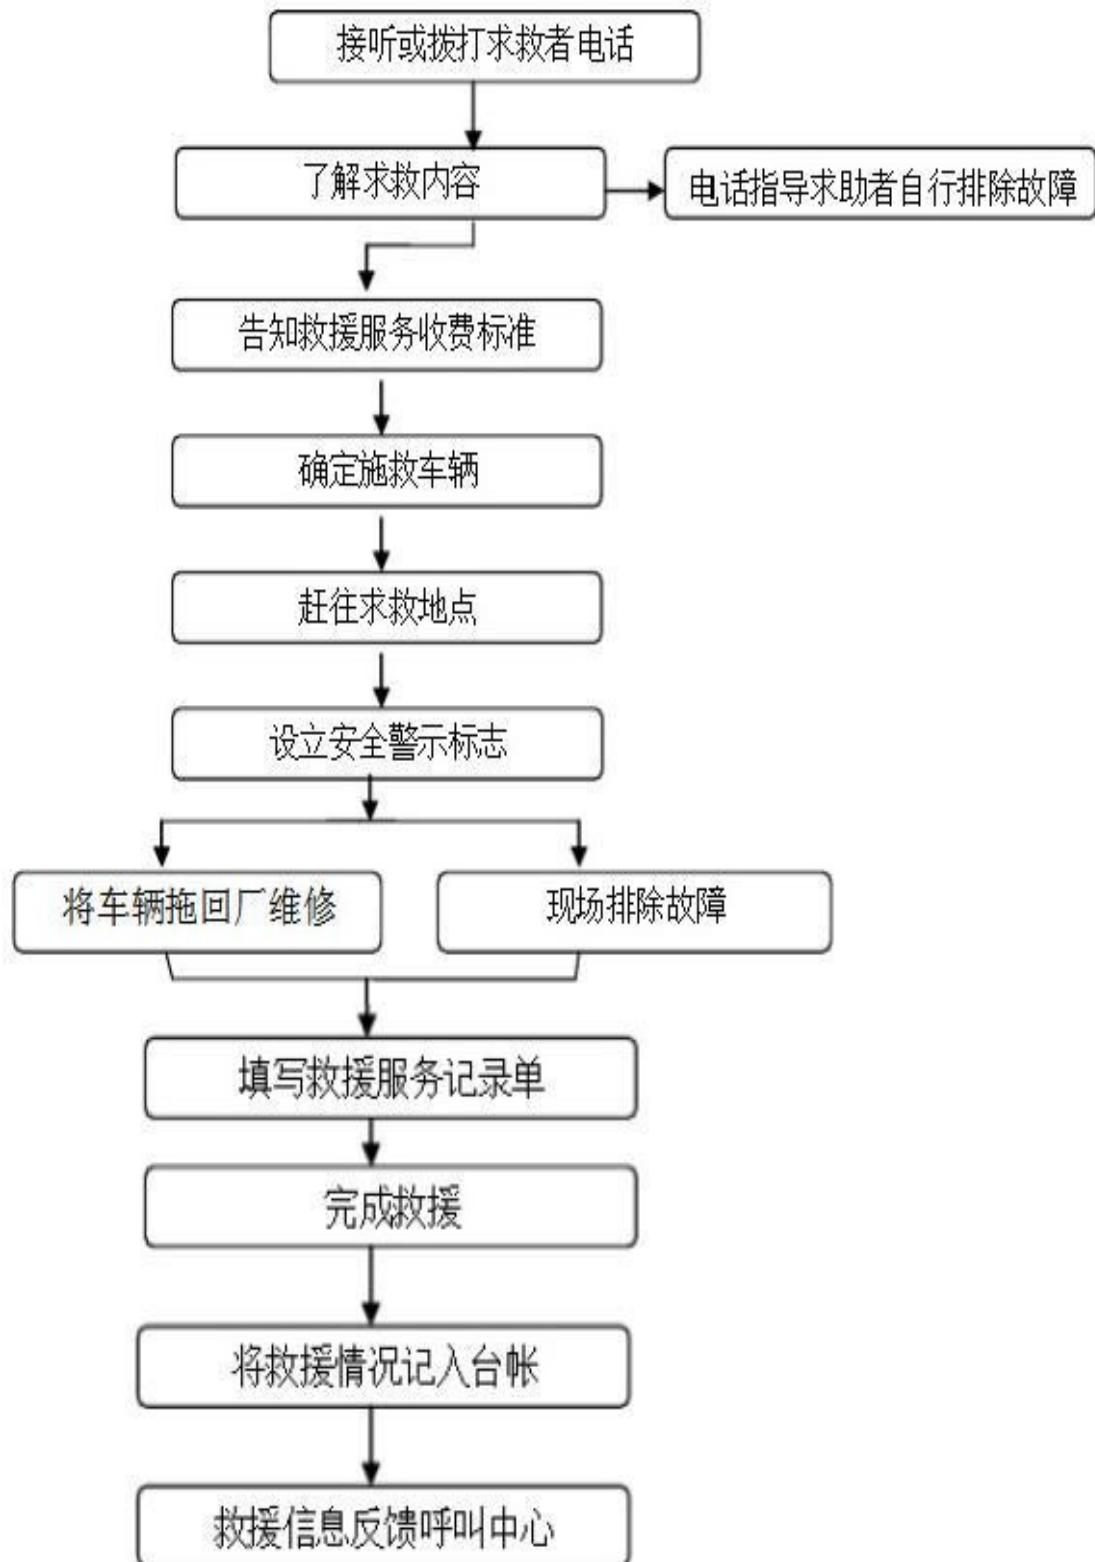 接听或拨打求救者电话
了解求救内容
电话指导求助者自行排除故障
告知救援服务收费标准
确定施救车辆
赶往求救地点
设立安全警示标志
将车辆拖回厂维修
现场排除故障
填写救援服务记录单
完成救援
将救援情况记入台帐
救援信息反馈呼叫中心